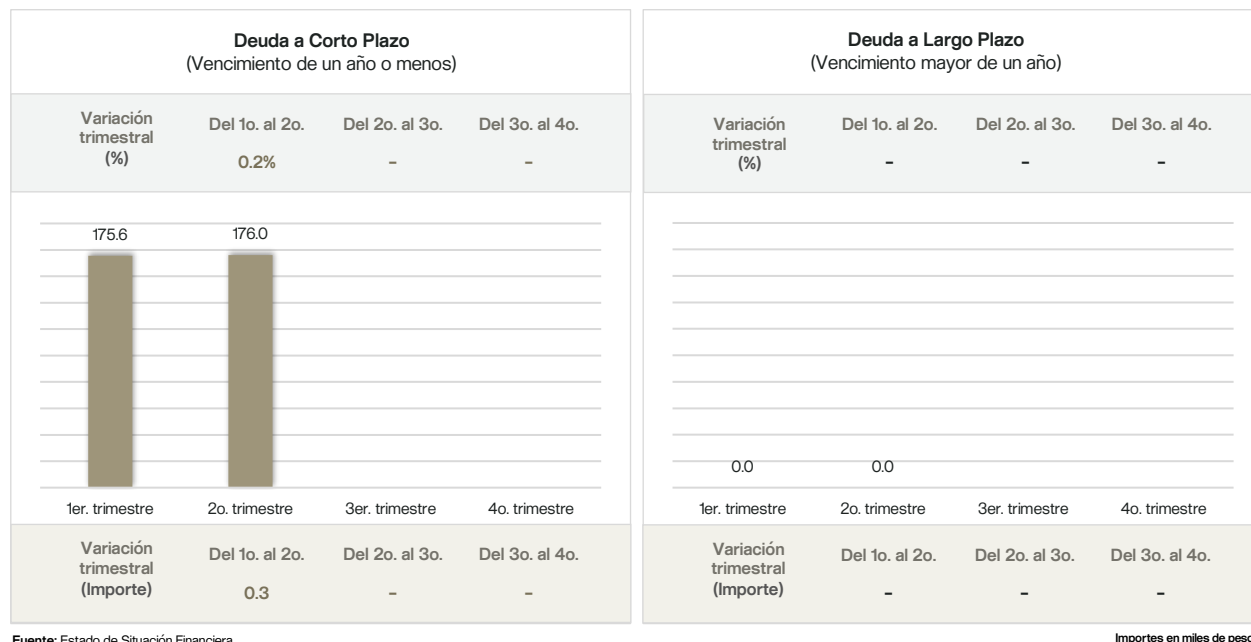 Deuda a Corto Plazo
(Vencimiento de un año o menos)
Variación
trimestral
(%)
Del 1o. al 2o.
Del 2o. al 3o.
Del 3o. al 4o.
0.2%
–
–
175.6
176.0
1er. trimestre
2o. trimestre
3er. trimestre
4o. trimestre
Variación
trimestral
(Importe)
Del 1o. al 2o.
Del 2o. al 3o.
Del 3o. al 4o.
0.3
–
–
Deuda a Largo Plazo
(Vencimiento mayor de un año)
Variación
trimestral
(%)
Del 1o. al 2o.
Del 2o. al 3o.
Del 3o. al 4o.
–
–
–
0.0
0.0
1er. trimestre
2o. trimestre
3er. trimestre
4o. trimestre
Variación
trimestral
(Importe)
Del 1o. al 2o.
Del 2o. al 3o.
Del 3o. al 4o.
–
–
–
Fuente: Estado de Situación Financiera
Importes en miles de